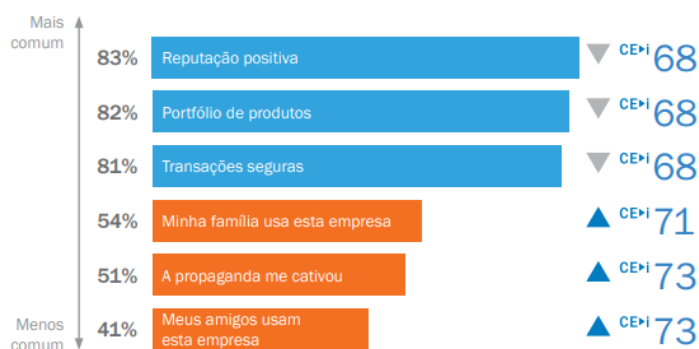 Mais
comum
83% Reputação positiva CE▸i 68
82% Portfólio de produtos CE▸i 68
81% Transações seguras CE▸i 68
54% Minha família usa esta empresa CE▸i 71
51% A propaganda me cativou CE▸i 73
Menos
comum
41% Meus amigos usam
esta empresa CE▸i 73